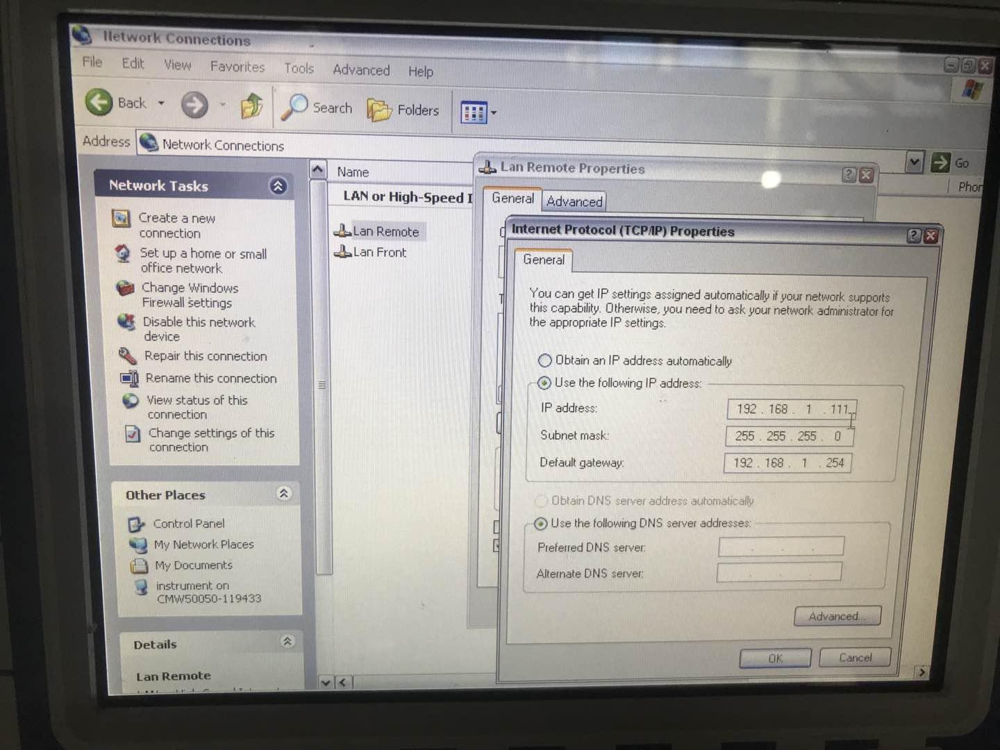 Network Connections
File Edit View Favorites Tools Advanced Help
Back Search Folders
Address Network Connections Go
Network Tasks
Create a new
connection
Set up a home or small
office network
Change Windows
Firewall settings
Disable this network
device
Repair this connection
Rename this connection
View status of this
connection
Change settings of this
connection
Other Places
Control Panel
My Network Places
My Documents
instrument on
CMW50050-119433
Details
Lan Remote
Name
Phor
LAN or High-Speed I
Lan Remote
Lan Front
Lan Remote Properties
General Advanced
Internet Protocol (TCP/IP) Properties
General
You can get IP settings assigned automatically if your network supports
this capability. Otherwise, you need to ask your network administrator for
the appropriate IP settings.
Obtain an IP address automatically
Use the following IP address:
IP address: 192 . 168 . 1 . 111
Subnet mask: 255 . 255 . 255 . 0
Default gateway: 192 . 168 . 1 . 254
Obtain DNS server address automatically
Use the following DNS server addresses:
Preferred DNS server: . . .
Alternate DNS server: . . .
Advanced...
OK Cancel